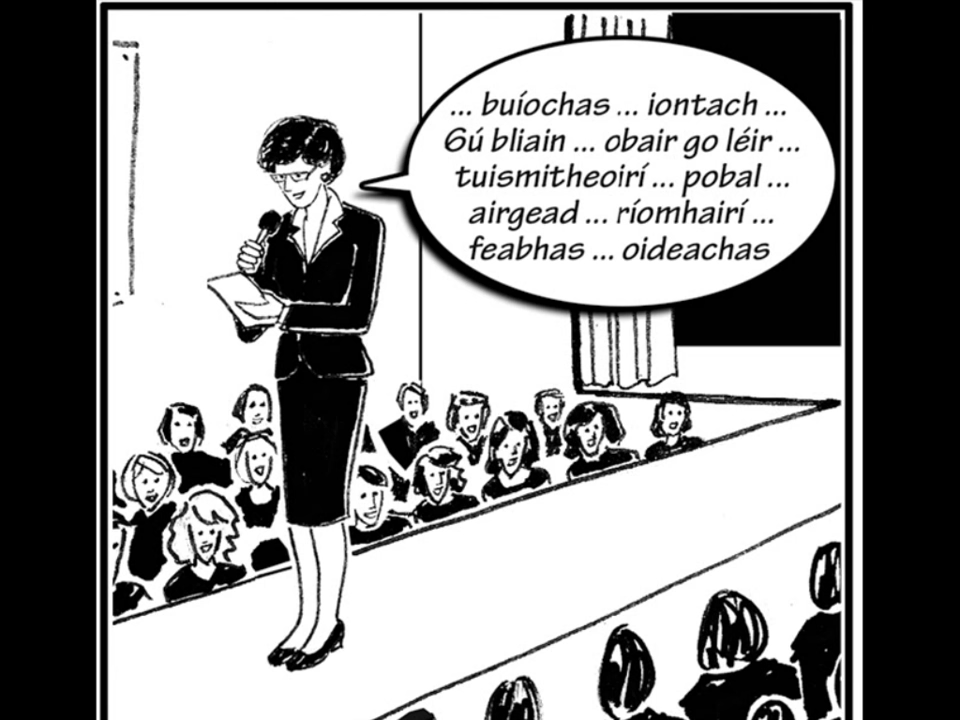 ... buíochas ... iontach ...
6ú bliain ... obair go léir ...
tuismitheoirí ... pobal ...
airgead ... ríomhairí ...
feabhas ... oideachas